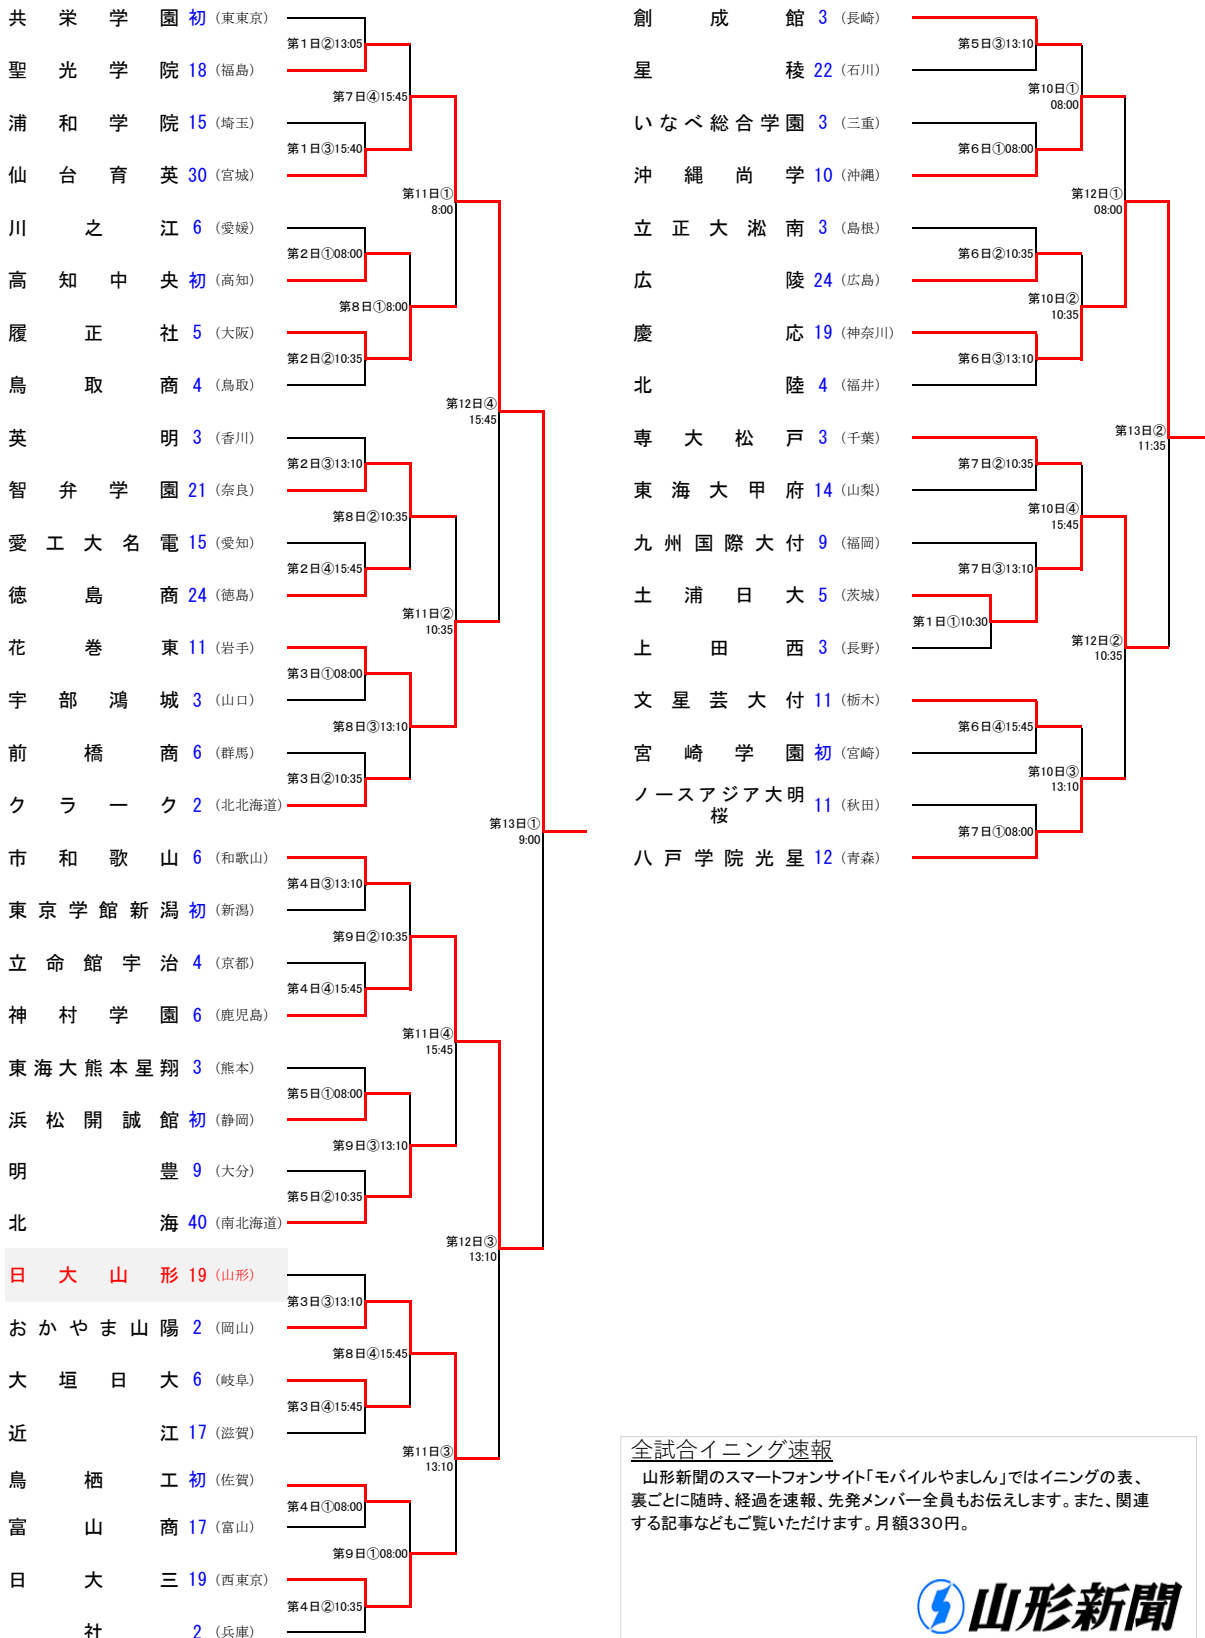 共栄学園 初 （東東京）
第1日②13:05
聖光学院 18 （福島）
第7日④15:45
浦和学院 15 （埼玉）
第1日③15:40
仙台育英 30 （宮城）
第11日①
8:00
川之江 6 （愛媛）
第2日①08:00
高知中央 初 （高知）
第8日①8:00
履正社 5 （大阪）
第2日②10:35
鳥取商 4 （鳥取）
第12日④
15:45
英明 3 （香川）
第2日③13:10
智弁学園 21 （奈良）
第8日②10:35
愛工大名電 15 （愛知）
第2日④15:45
徳島商 24 （徳島）
第11日②
10:35
花巻東 11 （岩手）
第3日①08:00
宇部鴻城 3 （山口）
第8日③13:10
前橋商 6 （群馬）
第3日②10:35
クラーク 2 （北北海道）
第13日①
9:00
市和歌山 6 （和歌山）
第4日③13:10
東京学館新潟 初 （新潟）
第9日②10:35
立命館宇治 4 （京都）
第4日④15:45
神村学園 6 （鹿児島）
第11日④
15:45
東海大熊本星翔 3 （熊本）
第5日①08:00
浜松開誠館 初 （静岡）
第9日③13:10
明豊 9 （大分）
第5日②10:35
北海 40 （南北海道）
第12日③
13:10
日大山形 19 （山形）
第3日③13:10
おかやま山陽 2 （岡山）
第8日④15:45
大垣日大 6 （岐阜）
第3日④15:45
近江 17 （滋賀）
第11日③
13:10
鳥栖工 初 （佐賀）
第4日①08:00
富山商 17 （富山）
第9日①08:00
日大三 19 （西東京）
第4日②10:35
社 2 （兵庫）
創成館 3 （長崎）
第5日③13:10
星稜 22 （石川）
第10日①
08:00
いなべ総合学園 3 （三重）
第6日①08:00
沖縄尚学 10 （沖縄）
第12日①
08:00
立正大淞南 3 （島根）
第6日②10:35
広陵 24 （広島）
第10日②
10:35
慶応 19 （神奈川）
第6日③13:10
北陸 4 （福井）
第13日②
11:35
専大松戸 3 （千葉）
第7日②10:35
東海大甲府 14 （山梨）
第10日④
15:45
九州国際大付 9 （福岡）
第7日③13:10
土浦日大 5 （茨城）
第1日①10:30
上田西 3 （長野）
第12日②
10:35
文星芸大付 11 （栃木）
第6日④15:45
宮崎学園 初 （宮崎）
第10日③
13:10
ノースアジア大明
桜 11 （秋田）
第7日①08:00
八戸学院光星 12 （青森）
全試合イニング速報
山形新聞のスマートフォンサイト「モバイルやましん」ではイニングの表、
裏ごとに随時、経過を速報、先発メンバー全員もお伝えします。また、関連
する記事などもご覧いただけます。月額330円。
山形新聞